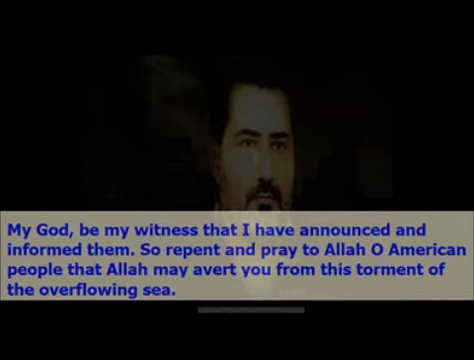 My God, be my witness that I have announced and
informed them. So repent and pray to Allah O American
people that Allah may avert you from this torment of
the overflowing sea.